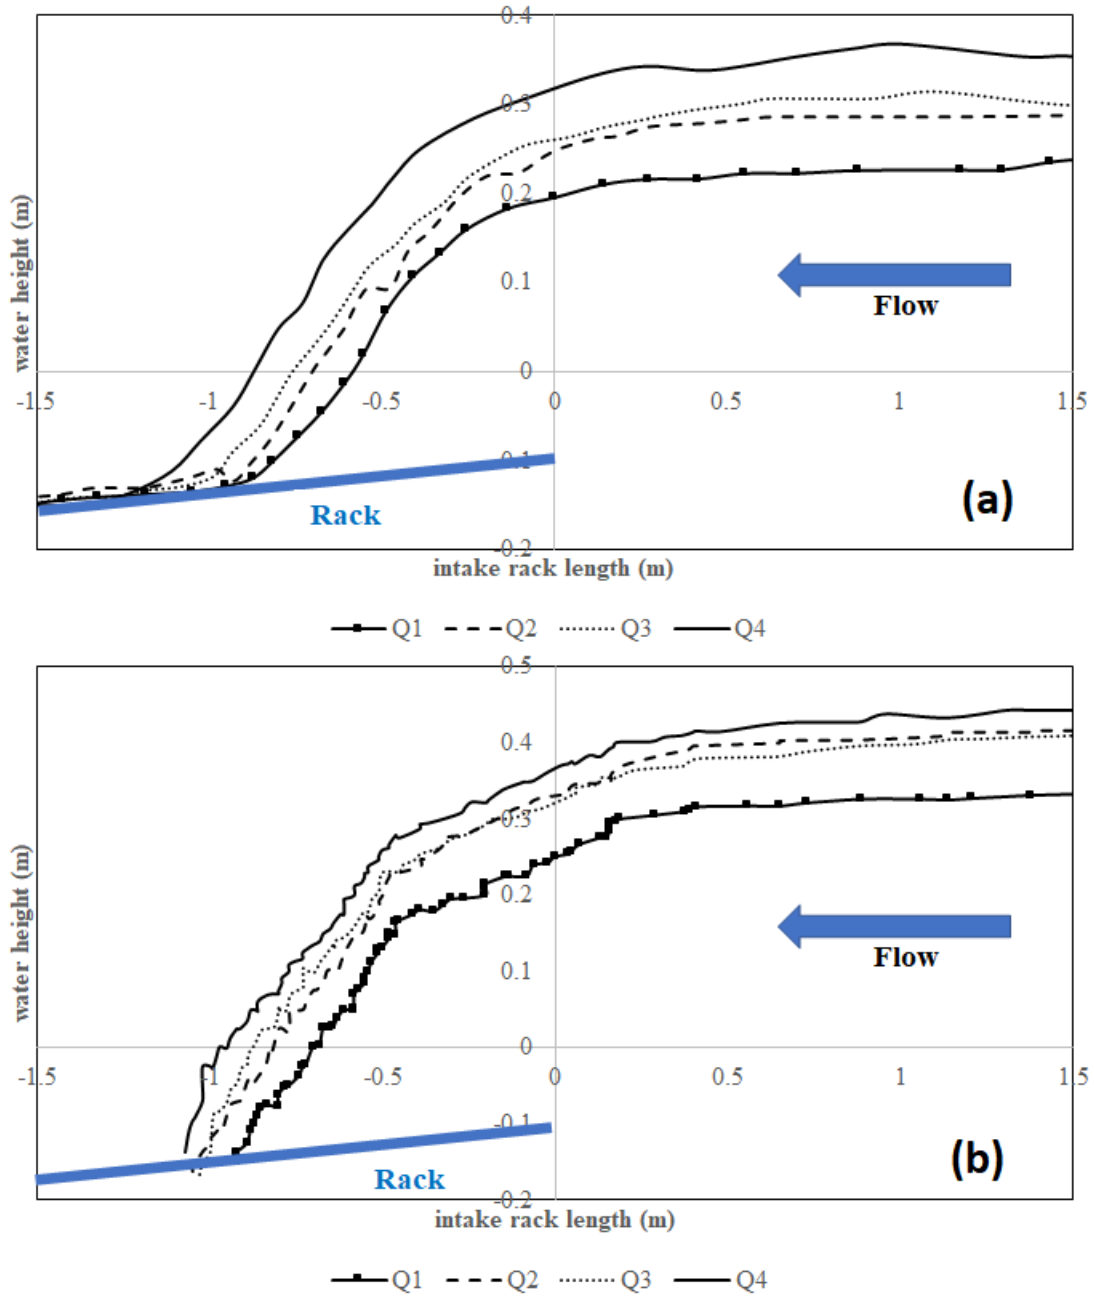 0.4
0.3
0.2
0.1
0
-1.5 -1 -0.5 0 0.5 1 1.5
-0.1
-0.2
water height (m)
Flow
Rack
(a)
intake rack length (m)
Q1 Q2 Q3 Q4
0.5
0.4
0.3
0.2
0.1
0
-1.5 -1 -0.5 0 0.5 1 1.5
-0.1
-0.2
water height (m)
Flow
Rack
(b)
intake rack length (m)
Q1 Q2 Q3 Q4